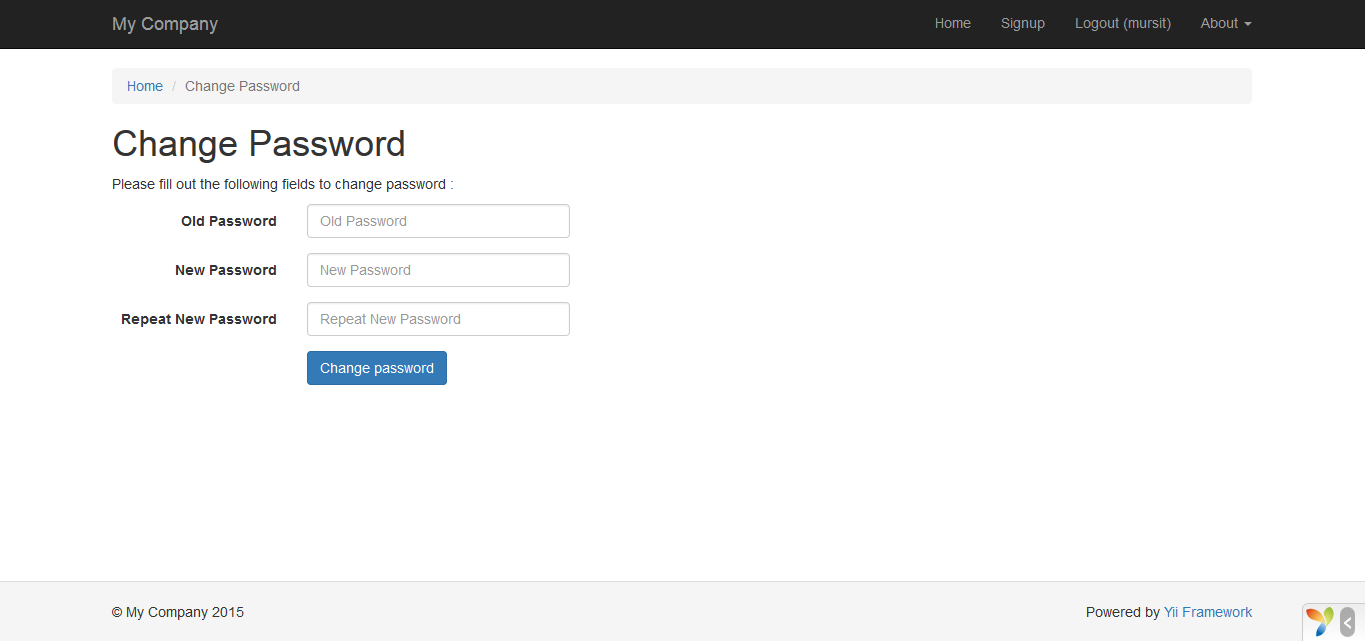 My Company Home Signup Logout (mursit) About
Home / Change Password
Change Password
Please fill out the following fields to change password :
Old Password Old Password
New Password New Password
Repeat New Password Repeat New Password
Change password
© My Company 2015 Powered by Yii Framework